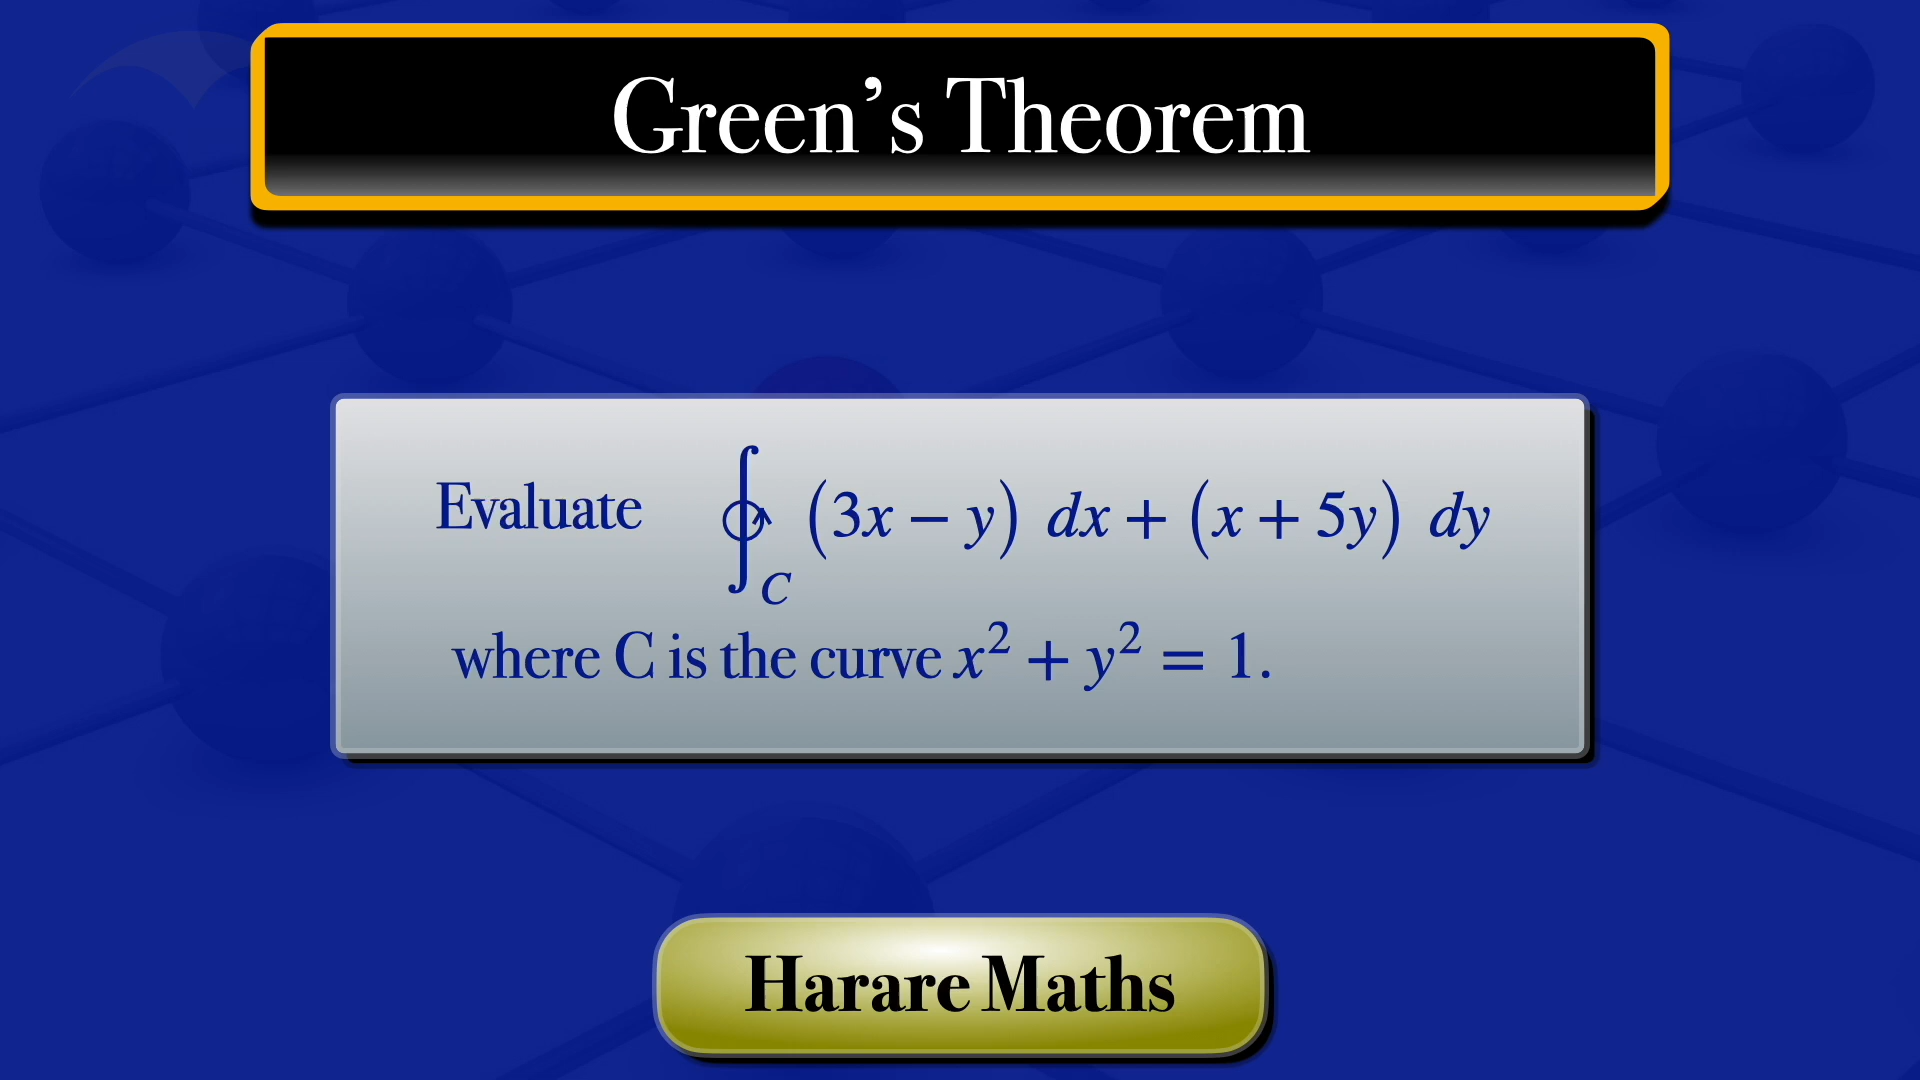 Green’s Theorem
Evaluate ∮_C (3x − y) dx + (x + 5y) dy
where C is the curve x² + y² = 1.
Harare Maths